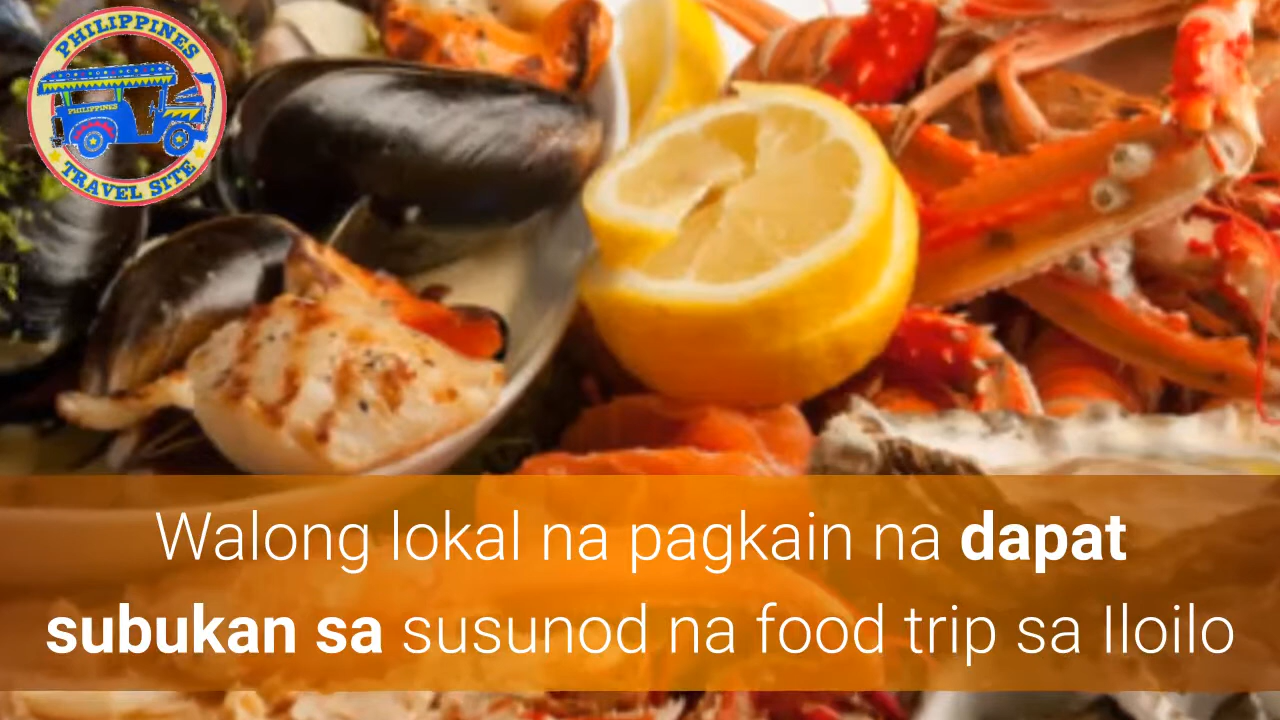 PHILIPPINES
PHILIPPINES
TRAVEL SITE
Walong lokal na pagkain na dapat
subukan sa susunod na food trip sa Iloilo